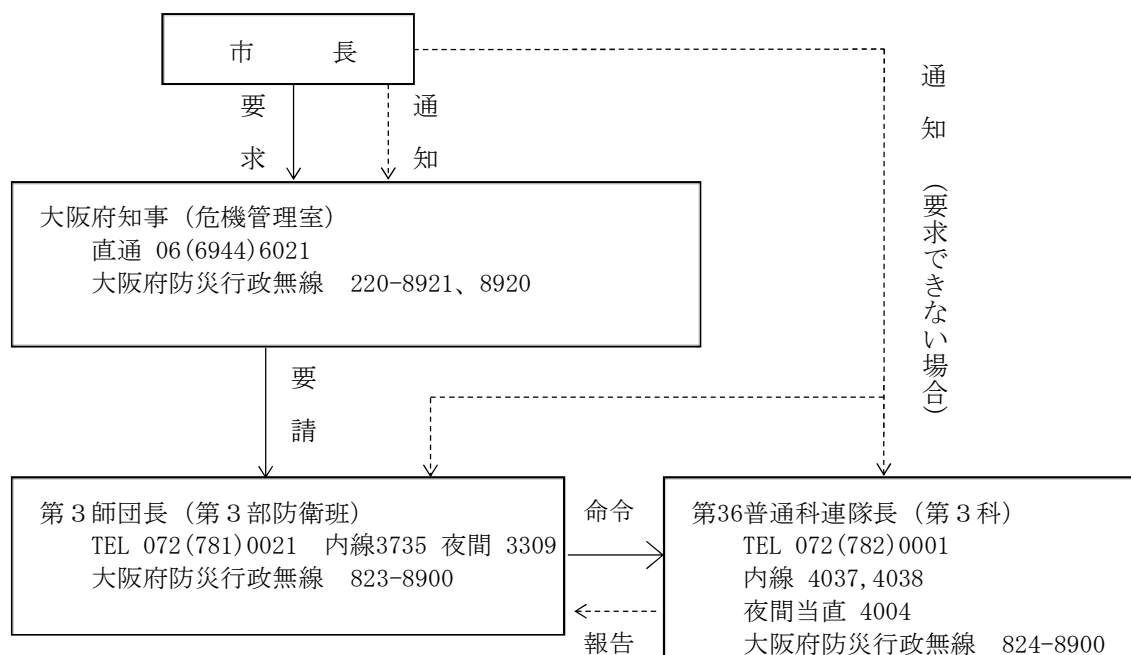 市　　長
要求
通知
通知（要求できない場合）
大阪府知事（危機管理室）
直通 06(6944)6021
大阪府防災行政無線　220-8921、8920
要請
第３師団長（第３部防衛班）
TEL 072(781)0021　内線3735 夜間 3309
大阪府防災行政無線　823-8900
命令
報告
第36普通科連隊長（第３科）
TEL 072(782)0001
内線 4037,4038
夜間当直 4004
大阪府防災行政無線　824-8900